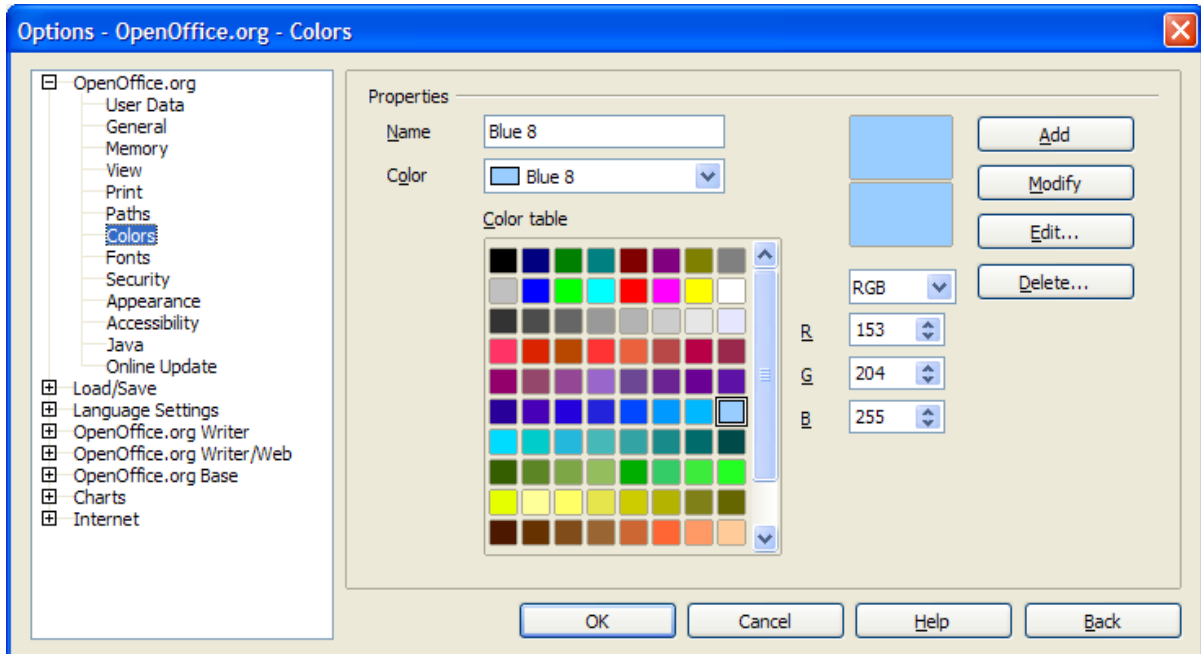 Options - OpenOffice.org - Colors
OpenOffice.org
User Data
General
Memory
View
Print
Paths
Colors
Fonts
Security
Appearance
Accessibility
Java
Online Update
Load/Save
Language Settings
OpenOffice.org Writer
OpenOffice.org Writer/Web
OpenOffice.org Base
Charts
Internet
Properties
Name
Blue 8
Color
Blue 8
Color table
RGB
R
153
G
204
B
255
Add
Modify
Edit...
Delete...
OK
Cancel
Help
Back